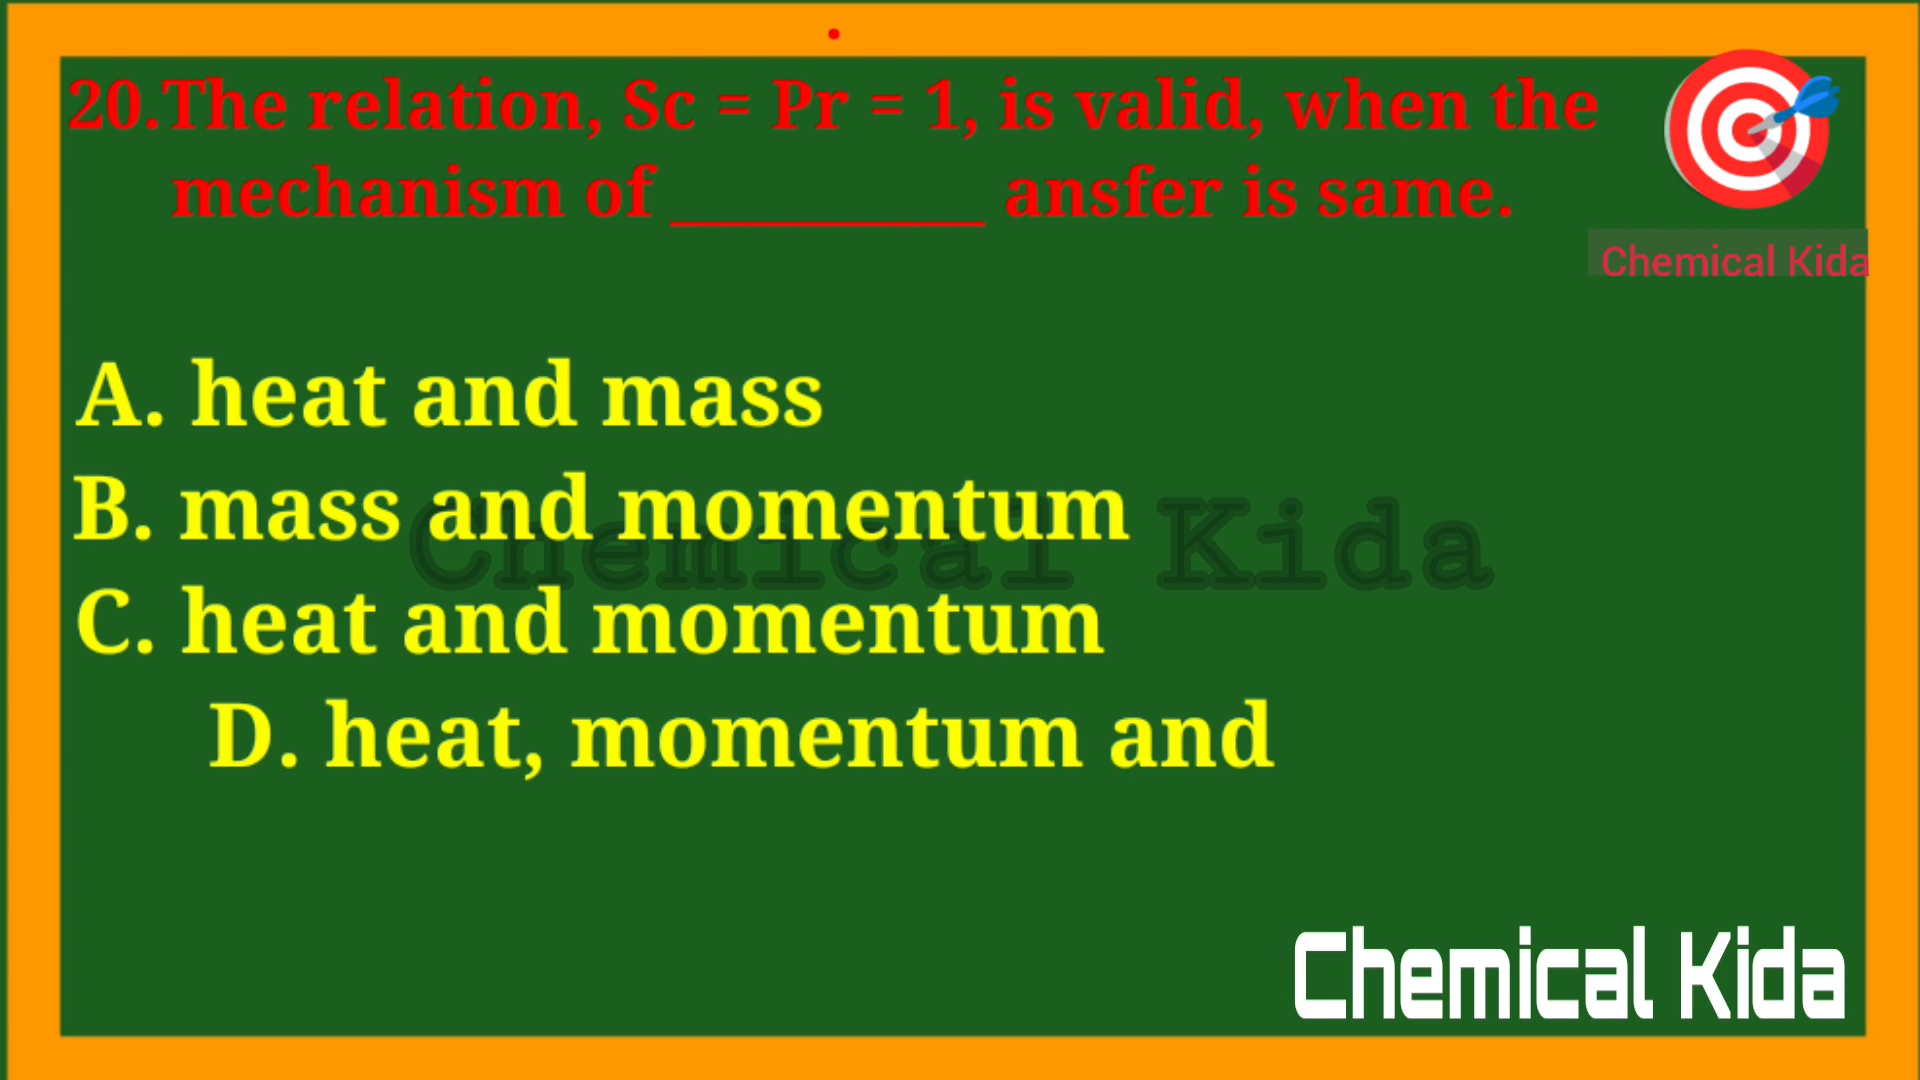 20.The relation, Sc = Pr = 1, is valid, when the
mechanism of __________ ansfer is same.
Chemical Kida
A. heat and mass
B. mass and momentum
Chemical Kida
C. heat and momentum
D. heat, momentum and
Chemical Kida